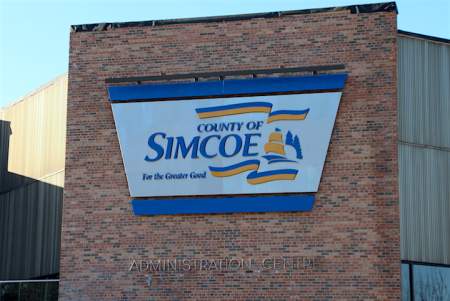 COUNTY OF
SIMCOE
For the Greater Good
ADMINISTRATION CENTRE